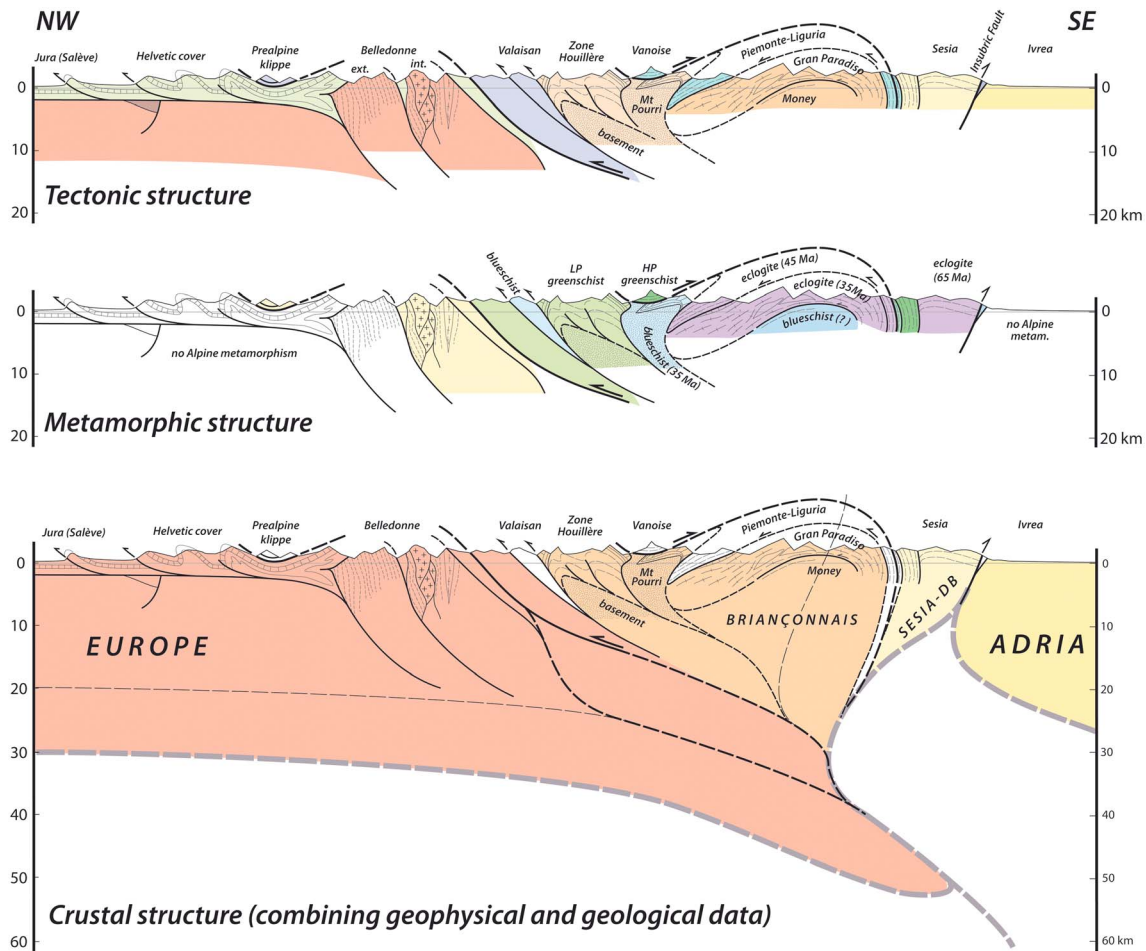 NW
SE
Jura (Salève)
Helvetic cover
Prealpine
klippe
Belledonne
ext.
int.
Valaisan
Zone
Houillère
Vanoise
Piemonte-Liguria
Gran Paradiso
Sesia
Insubric Fault
Ivrea
0
0
Mt
Pourri
Money
basement
10
10
Tectonic structure
20
20 km
blueschist
LP
greenschist
HP
greenschist
eclogite (45 Ma)
eclogite (35Ma)
eclogite
(65 Ma)
0
0
blueschist (?)
no Alpine
metam.
no Alpine metamorphism
blueschist (35 Ma)
10
10
Metamorphic structure
20
20 km
Jura (Salève)
Helvetic cover
Prealpine
klippe
Belledonne
Valaisan
Zone
Houillère
Vanoise
Piemonte-Liguria
Gran Paradiso
Sesia
Ivrea
0
0
Mt
Pourri
Money
basement
10
10
EUROPE
BRIANÇONNAIS
SESIA-DB
ADRIA
20
20
30
30
40
40
50
50
Crustal structure (combining geophysical and geological data)
60
60 km